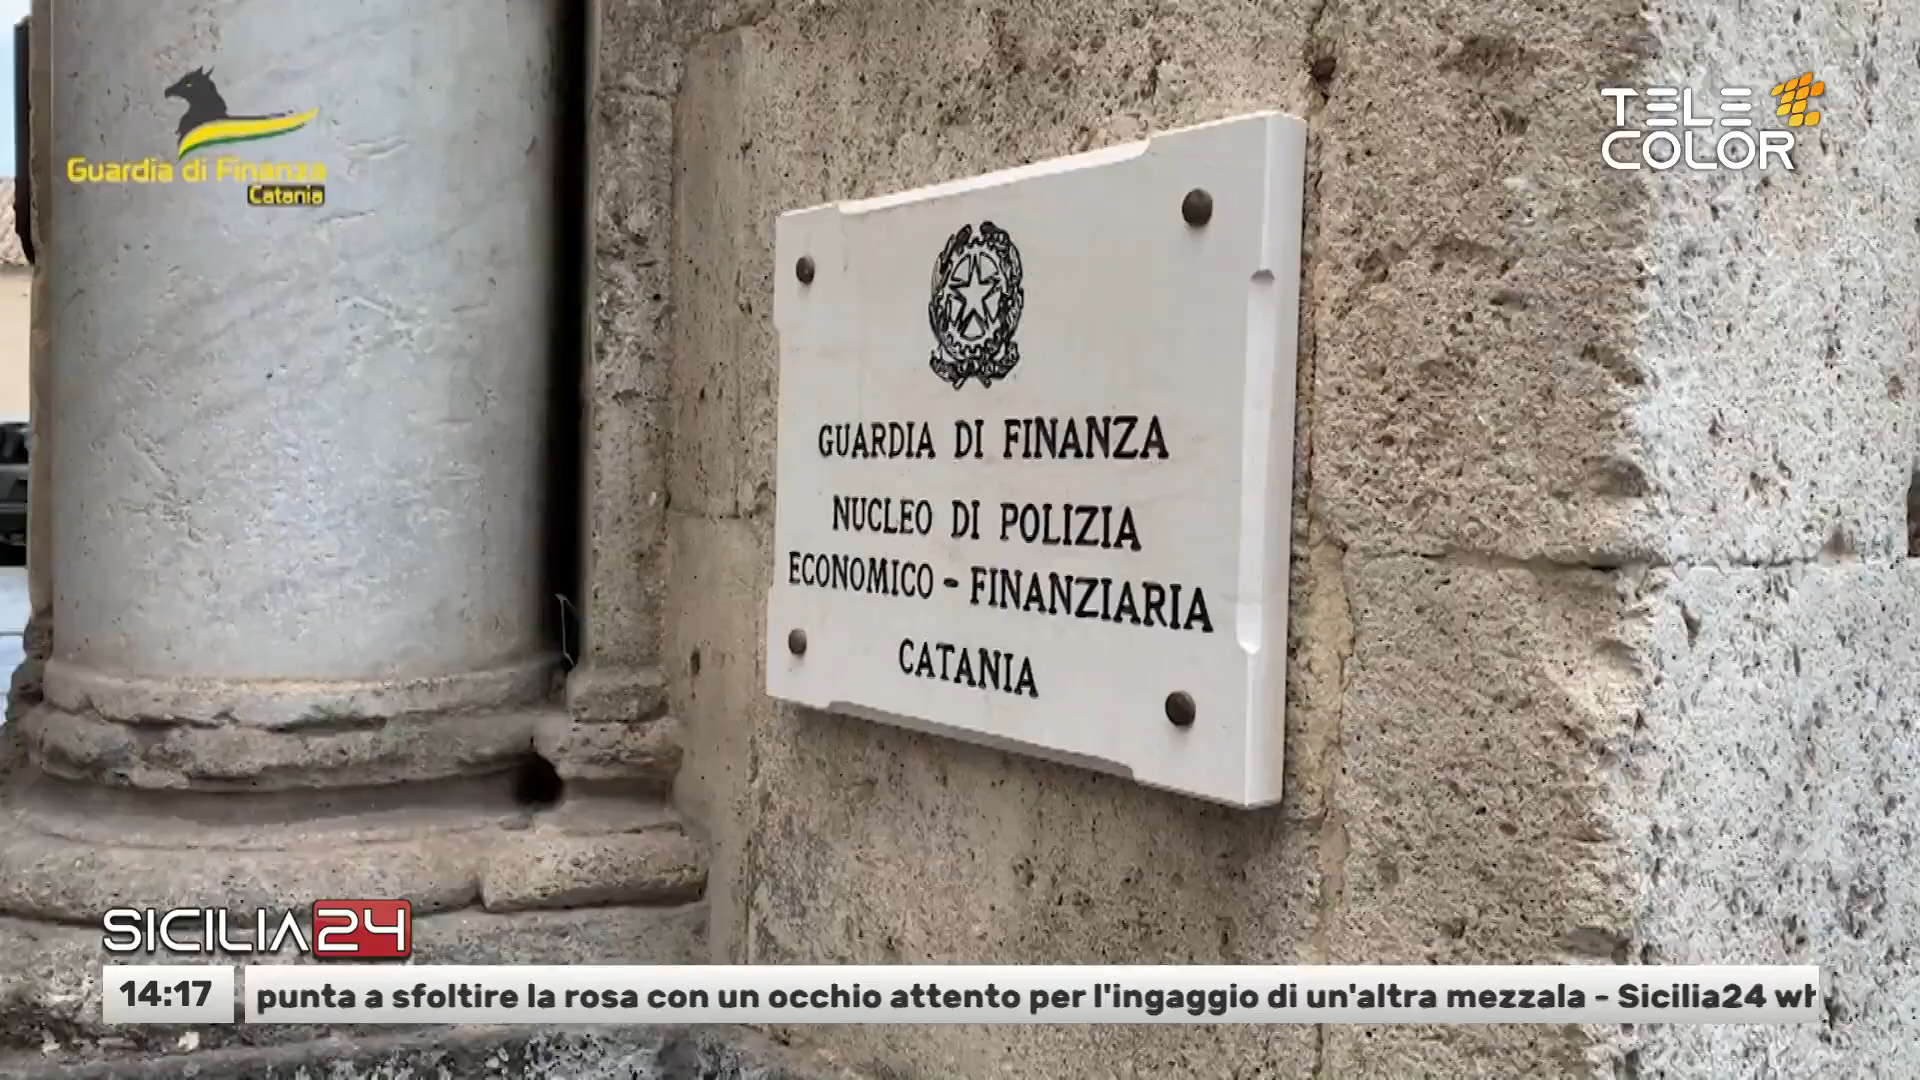 Guardia di Finanza
Catania
TELE
COLOR
GUARDIA DI FINANZA
NUCLEO DI POLIZIA
ECONOMICO - FINANZIARIA
CATANIA
SICILIA24
14:17
punta a sfoltire la rosa con un occhio attento per l'ingaggio di un'altra mezzala - Sicilia24